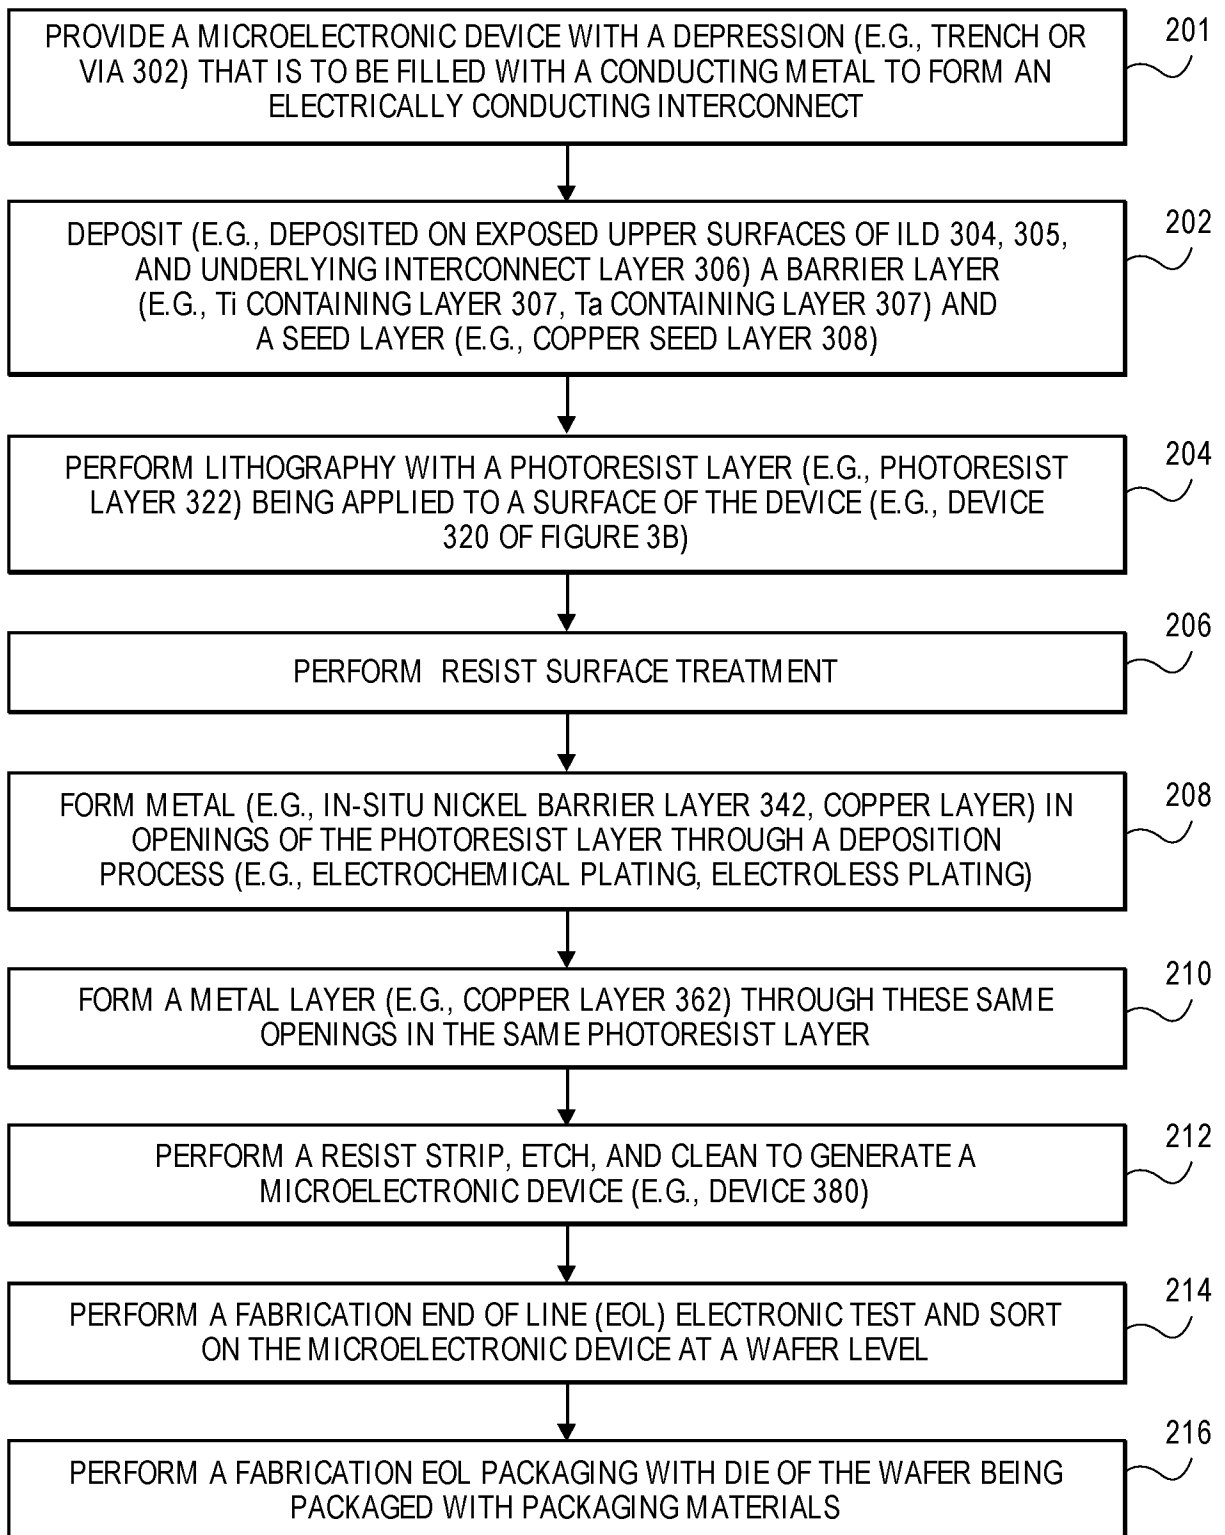 PROVIDE A MICROELECTRONIC DEVICE WITH A DEPRESSION (E.G., TRENCH OR
VIA 302) THAT IS TO BE FILLED WITH A CONDUCTING METAL TO FORM AN
ELECTRICALLY CONDUCTING INTERCONNECT
201
DEPOSIT (E.G., DEPOSITED ON EXPOSED UPPER SURFACES OF ILD 304, 305,
AND UNDERLYING INTERCONNECT LAYER 306) A BARRIER LAYER
(E.G., Ti CONTAINING LAYER 307, Ta CONTAINING LAYER 307) AND
A SEED LAYER (E.G., COPPER SEED LAYER 308)
202
PERFORM LITHOGRAPHY WITH A PHOTORESIST LAYER (E.G., PHOTORESIST
LAYER 322) BEING APPLIED TO A SURFACE OF THE DEVICE (E.G., DEVICE
320 OF FIGURE 3B)
204
PERFORM RESIST SURFACE TREATMENT
206
FORM METAL (E.G., IN-SITU NICKEL BARRIER LAYER 342, COPPER LAYER) IN
OPENINGS OF THE PHOTORESIST LAYER THROUGH A DEPOSITION
PROCESS (E.G., ELECTROCHEMICAL PLATING, ELECTROLESS PLATING)
208
FORM A METAL LAYER (E.G., COPPER LAYER 362) THROUGH THESE SAME
OPENINGS IN THE SAME PHOTORESIST LAYER
210
PERFORM A RESIST STRIP, ETCH, AND CLEAN TO GENERATE A
MICROELECTRONIC DEVICE (E.G., DEVICE 380)
212
PERFORM A FABRICATION END OF LINE (EOL) ELECTRONIC TEST AND SORT
ON THE MICROELECTRONIC DEVICE AT A WAFER LEVEL
214
PERFORM A FABRICATION EOL PACKAGING WITH DIE OF THE WAFER BEING
PACKAGED WITH PACKAGING MATERIALS
216